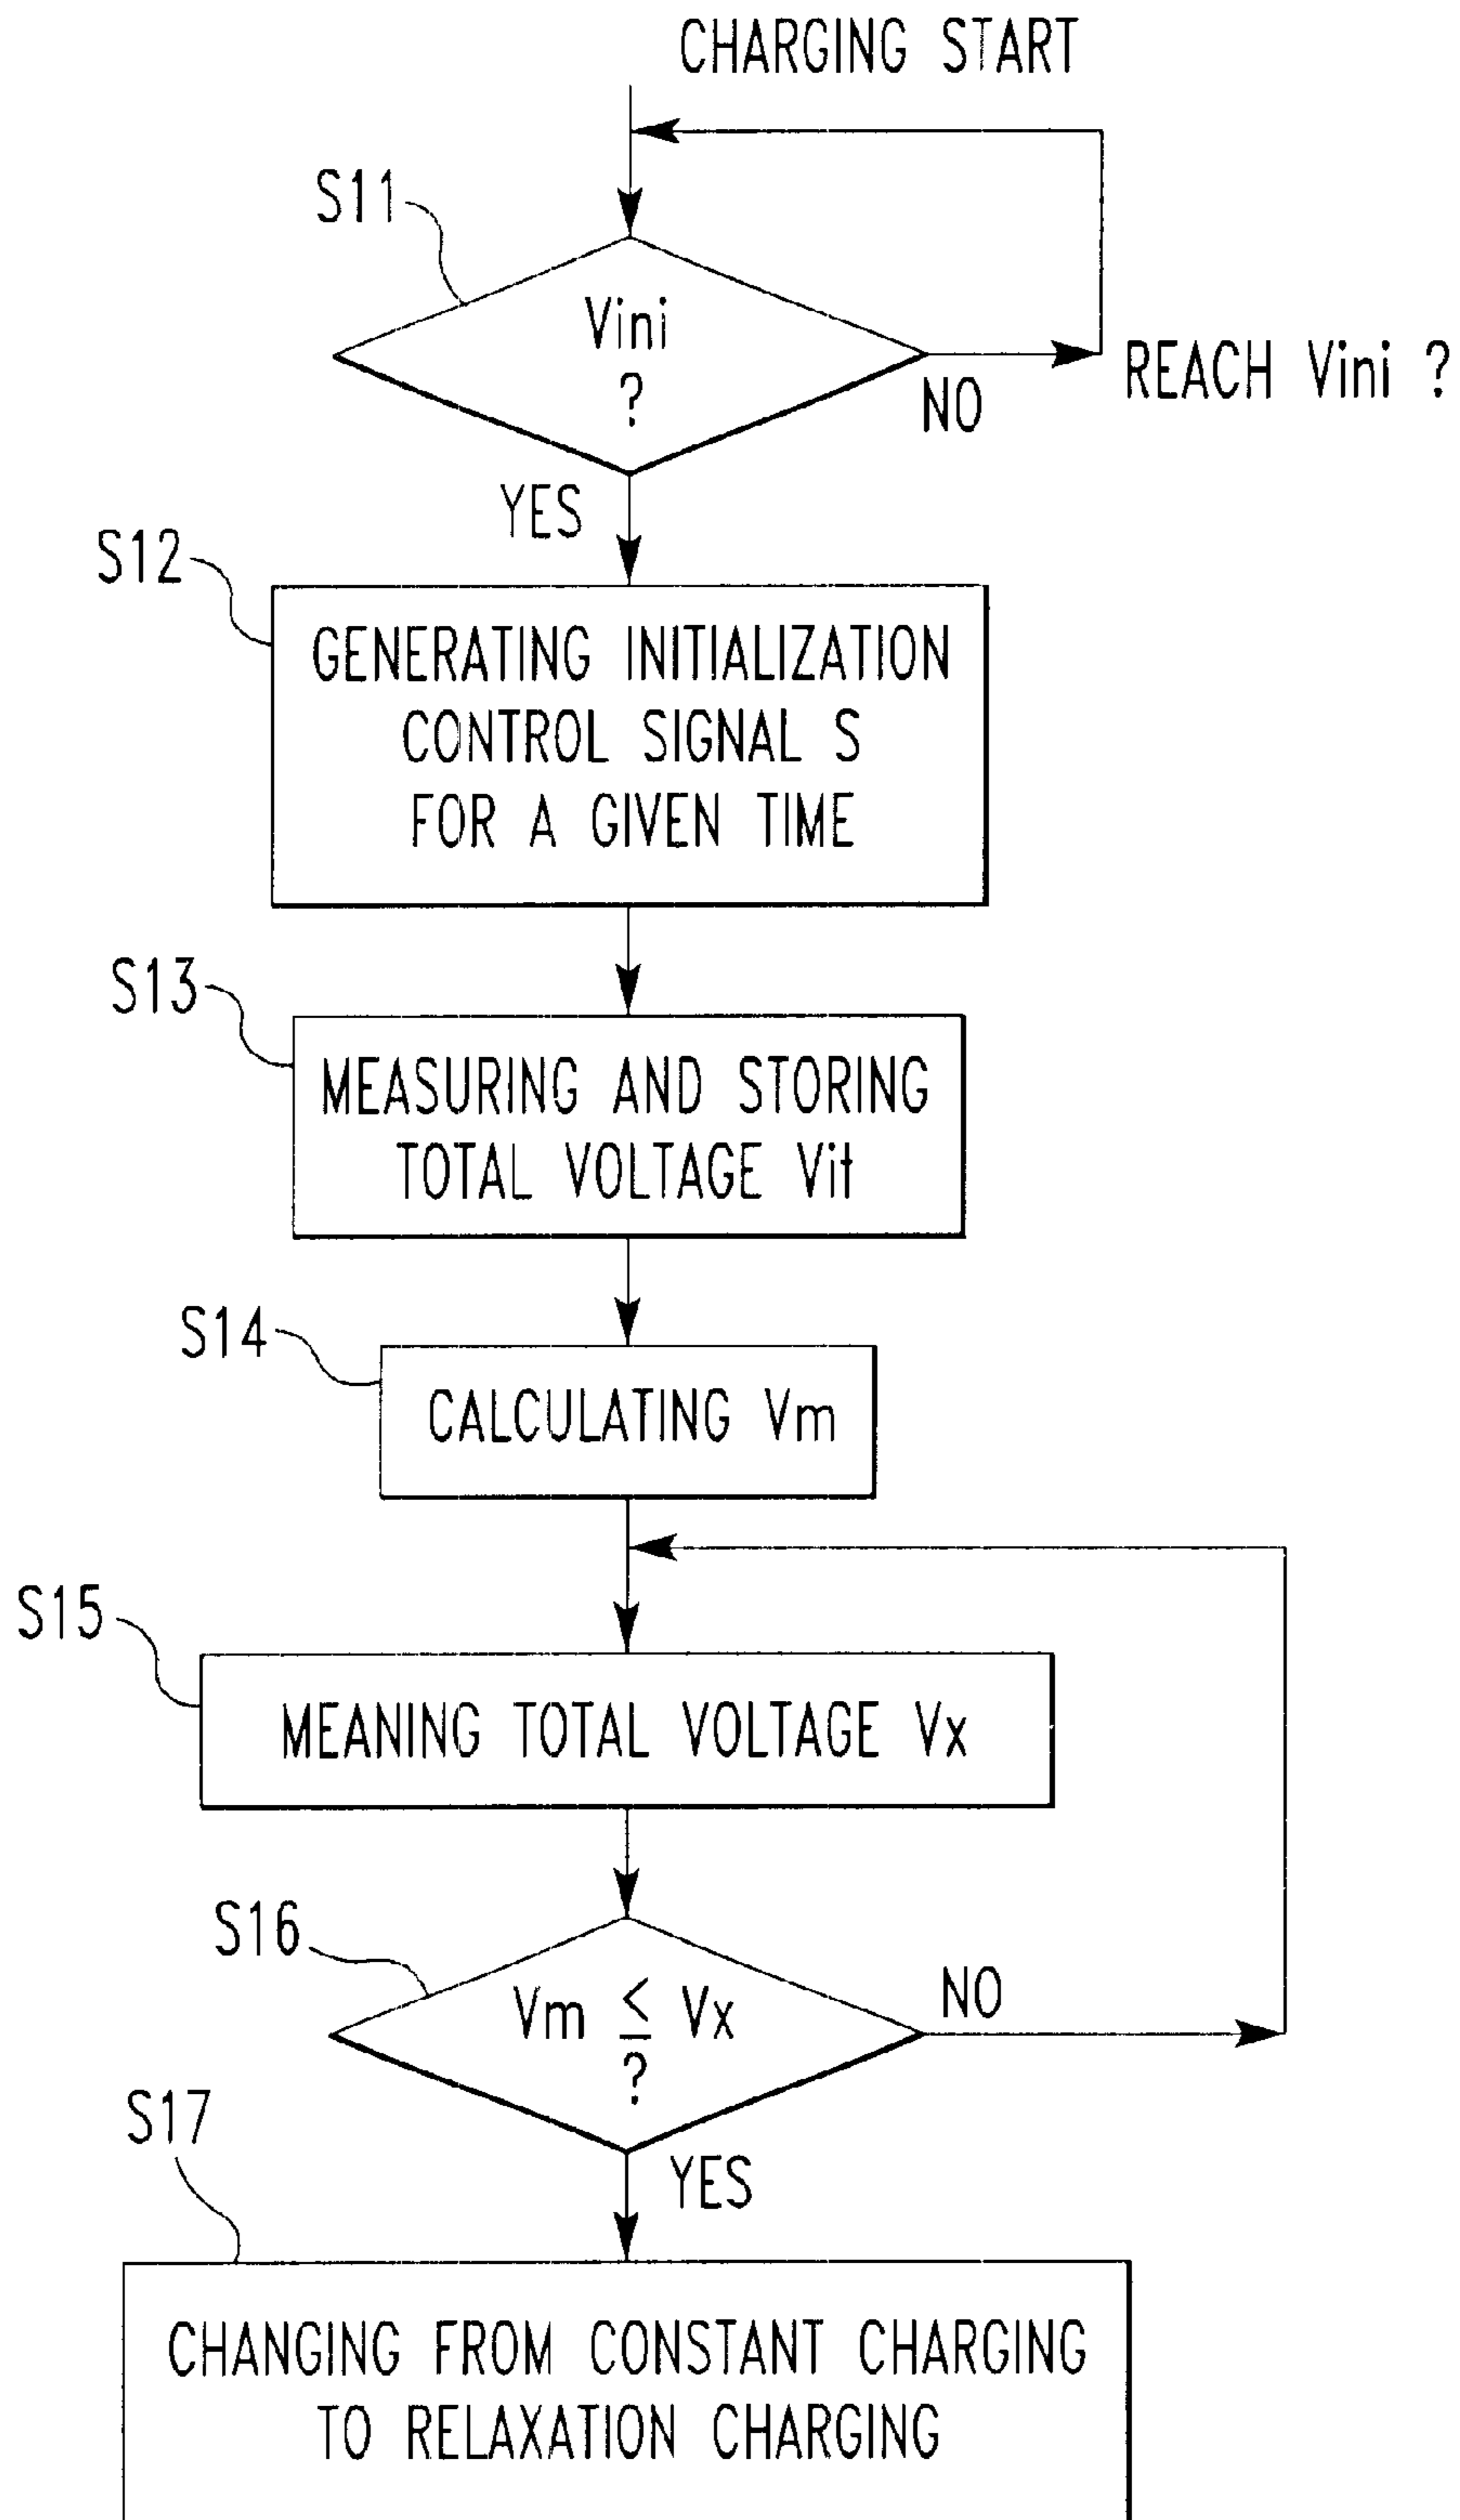 CHARGING START
S11
Vini
?
NO
REACH Vini ?
YES
S12
GENERATING INITIALIZATION
CONTROL SIGNAL S
FOR A GIVEN TIME
S13
MEASURING AND STORING
TOTAL VOLTAGE Vit
S14
CALCULATING Vm
S15
MEANING TOTAL VOLTAGE Vx
S16
Vm ≤ Vx
?
NO
YES
S17
CHANGING FROM CONSTANT CHARGING
TO RELAXATION CHARGING